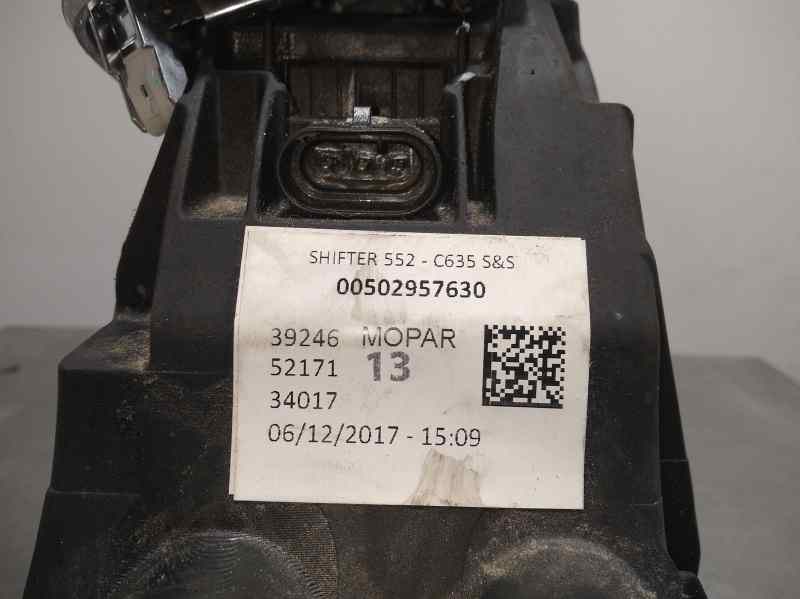 SHIFTER 552 - C635 S&S
00502957630
39246 MOPAR
52171 13
34017
06/12/2017 - 15:09